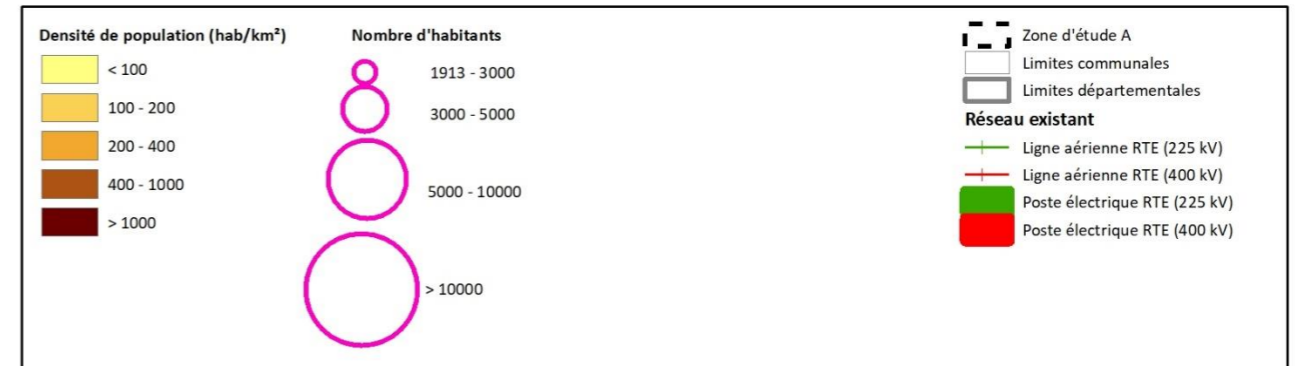 Densité de population (hab/km²)
< 100
100 - 200
200 - 400
400 - 1000
> 1000
Nombre d'habitants
1913 - 3000
3000 - 5000
5000 - 10000
> 10000
Zone d'étude A
Limites communales
Limites départementales
Réseau existant
Ligne aérienne RTE (225 kV)
Ligne aérienne RTE (400 kV)
Poste électrique RTE (225 kV)
Poste électrique RTE (400 kV)